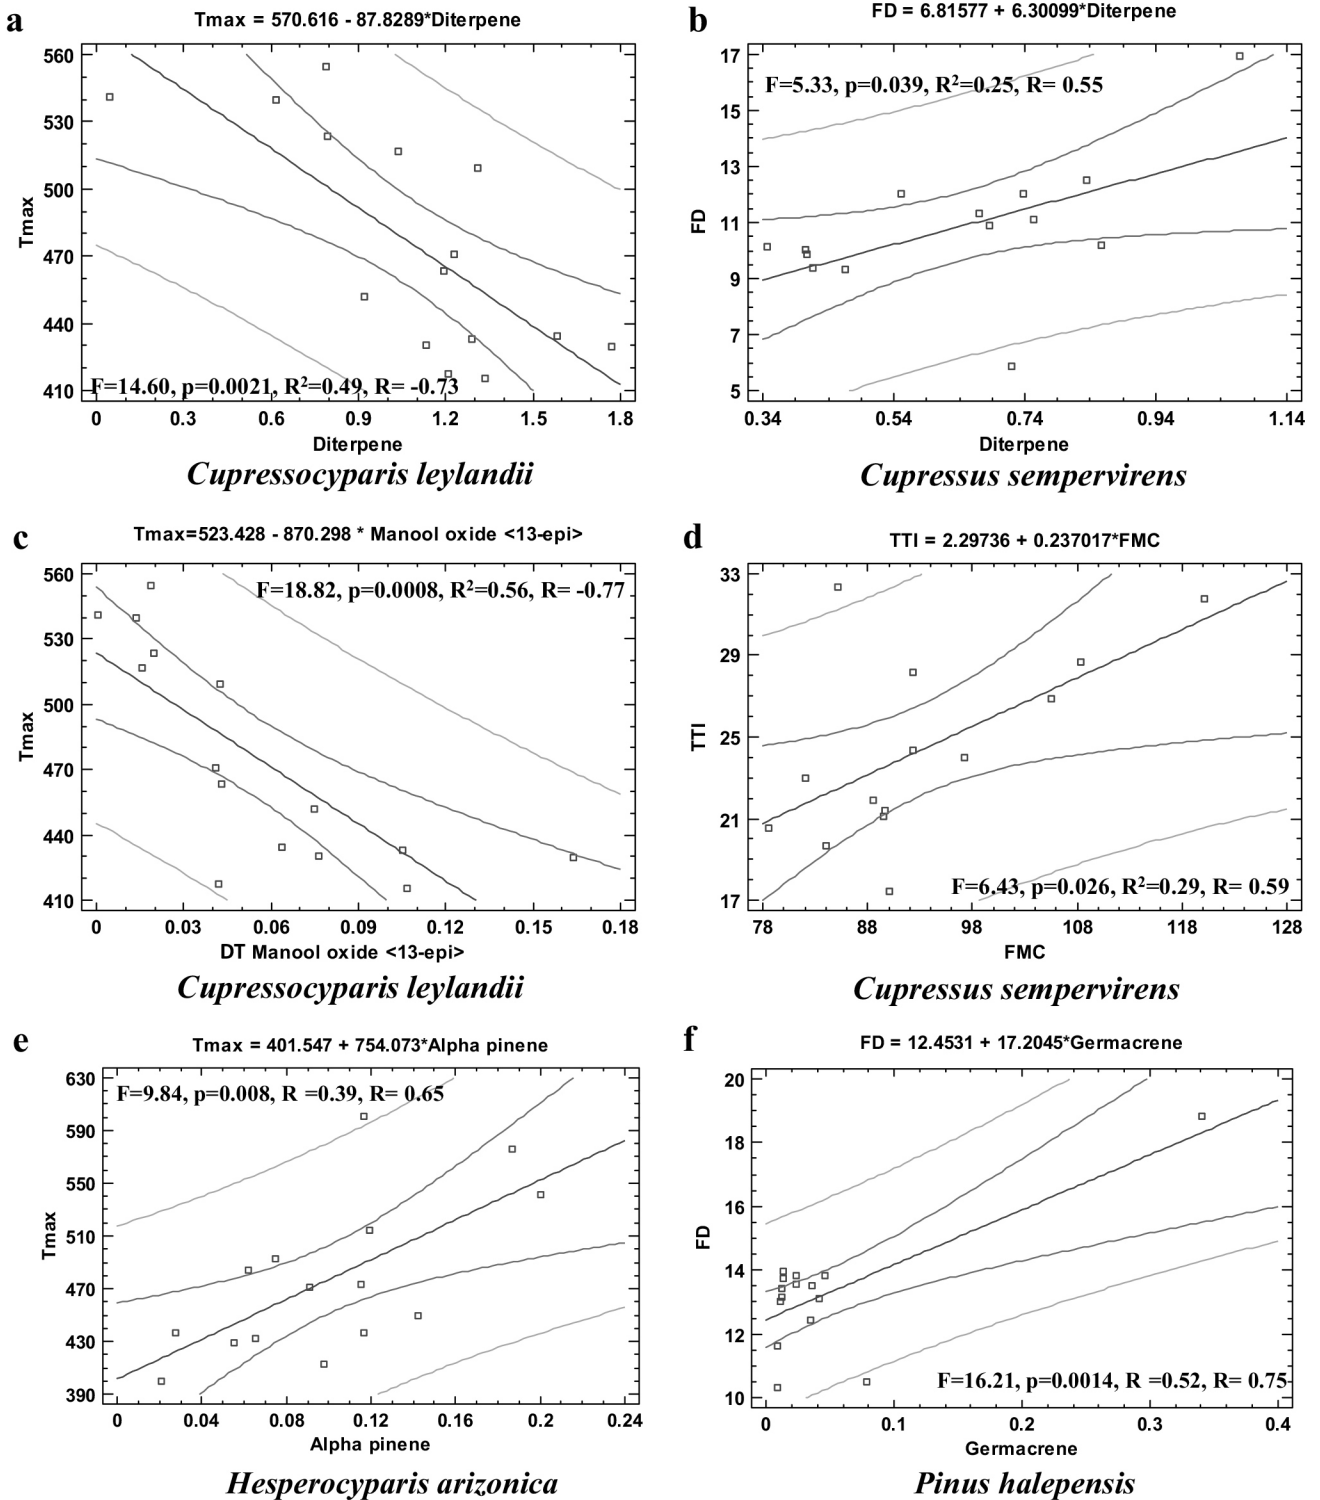 a
Tmax = 570.616 - 87.8289*Diterpene
560
530
500
470
440
410
Tmax
F=14.60, p=0.0021, R²=0.49, R= -0.73
0 0.3 0.6 0.9 1.2 1.5 1.8
Diterpene
Cupressocyparis leylandii
b
FD = 6.81577 + 6.30099*Diterpene
17
15
13
11
9
7
5
FD
F=5.33, p=0.039, R²=0.25, R= 0.55
0.34 0.54 0.74 0.94 1.14
Diterpene
Cupressus sempervirens
c
Tmax=523.428 - 870.298 * Manool oxide <13-epi>
560
530
500
470
440
410
Tmax
F=18.82, p=0.0008, R²=0.56, R= -0.77
0 0.03 0.06 0.09 0.12 0.15 0.18
DT Manool oxide <13-epi>
Cupressocyparis leylandii
d
TTI = 2.29736 + 0.237017*FMC
33
29
25
21
17
TTI
F=6.43, p=0.026, R²=0.29, R= 0.59
78 88 98 108 118 128
FMC
Cupressus sempervirens
e
Tmax = 401.547 + 754.073*Alpha pinene
630
590
550
510
470
430
390
Tmax
F=9.84, p=0.008, R =0.39, R= 0.65
0 0.04 0.08 0.12 0.16 0.2 0.24
Alpha pinene
Hesperocyparis arizonica
f
FD = 12.4531 + 17.2045*Germacrene
20
18
16
14
12
10
FD
F=16.21, p=0.0014, R =0.52, R= 0.75
0 0.1 0.2 0.3 0.4
Germacrene
Pinus halepensis